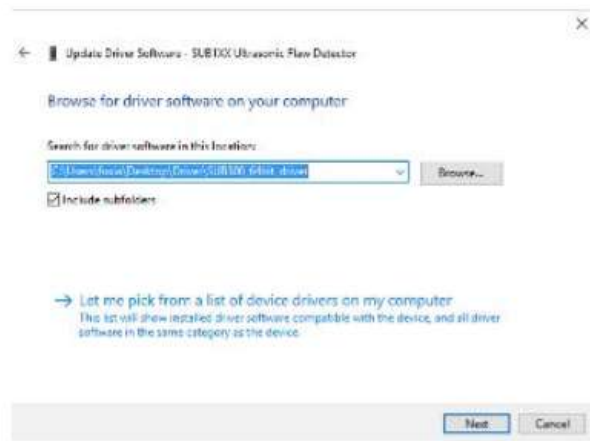 Update Driver Software - SUB1XX Ultrasonic Flaw Detector
Browse for driver software on your computer
Search for driver software in this location:
Browse...
Include subfolders
Let me pick from a list of device drivers on my computer
This list will show installed driver software compatible with the device, and all driver
software in the same category as the device.
Next
Cancel